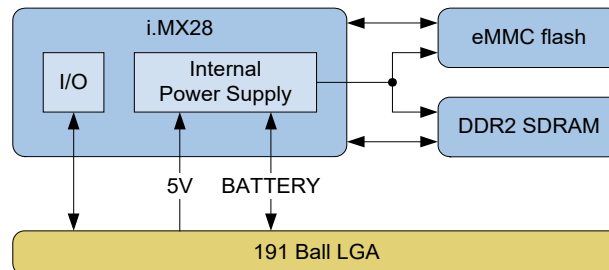 i.MX28
eMMC flash
I/O
Internal
Power Supply
DDR2 SDRAM
5V
BATTERY
191 Ball LGA